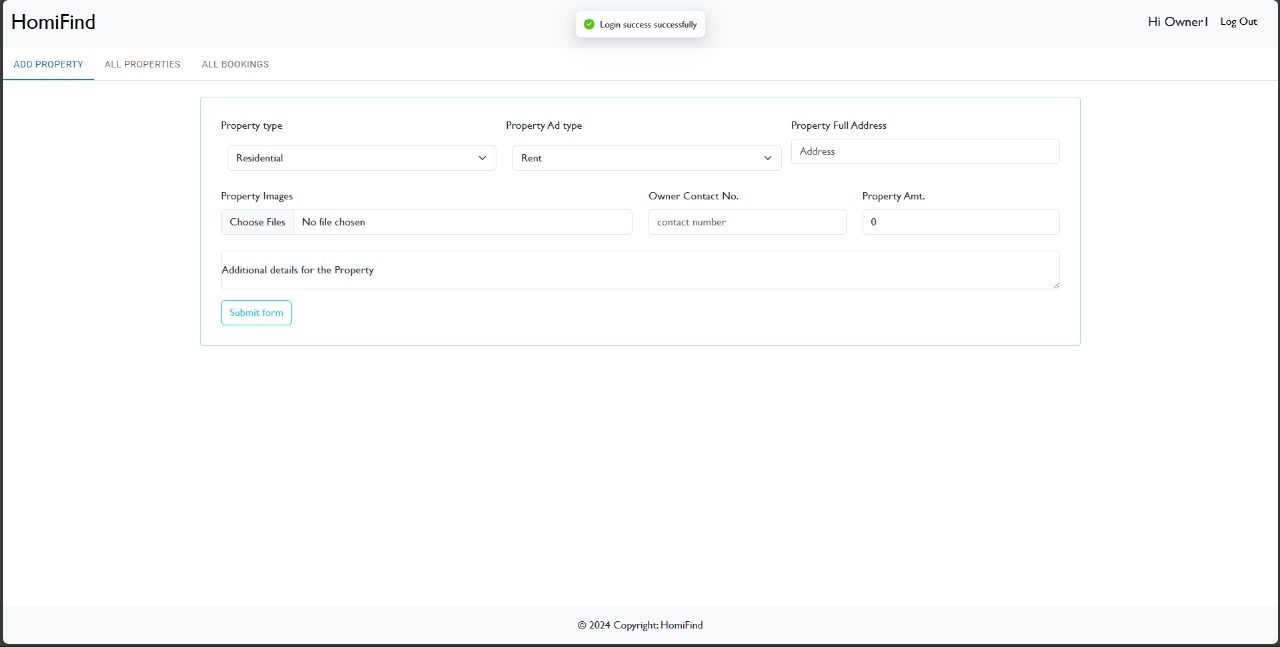 HomiFind
Login success successfully
Hi Owner1 Log Out
ADD PROPERTY ALL PROPERTIES ALL BOOKINGS
Property type Property Ad type Property Full Address
Residential Rent Address
Property Images Owner Contact No. Property Amt.
Choose Files No file chosen contact number 0
Additional details for the Property
Submit form
© 2024 Copyright: HomiFind